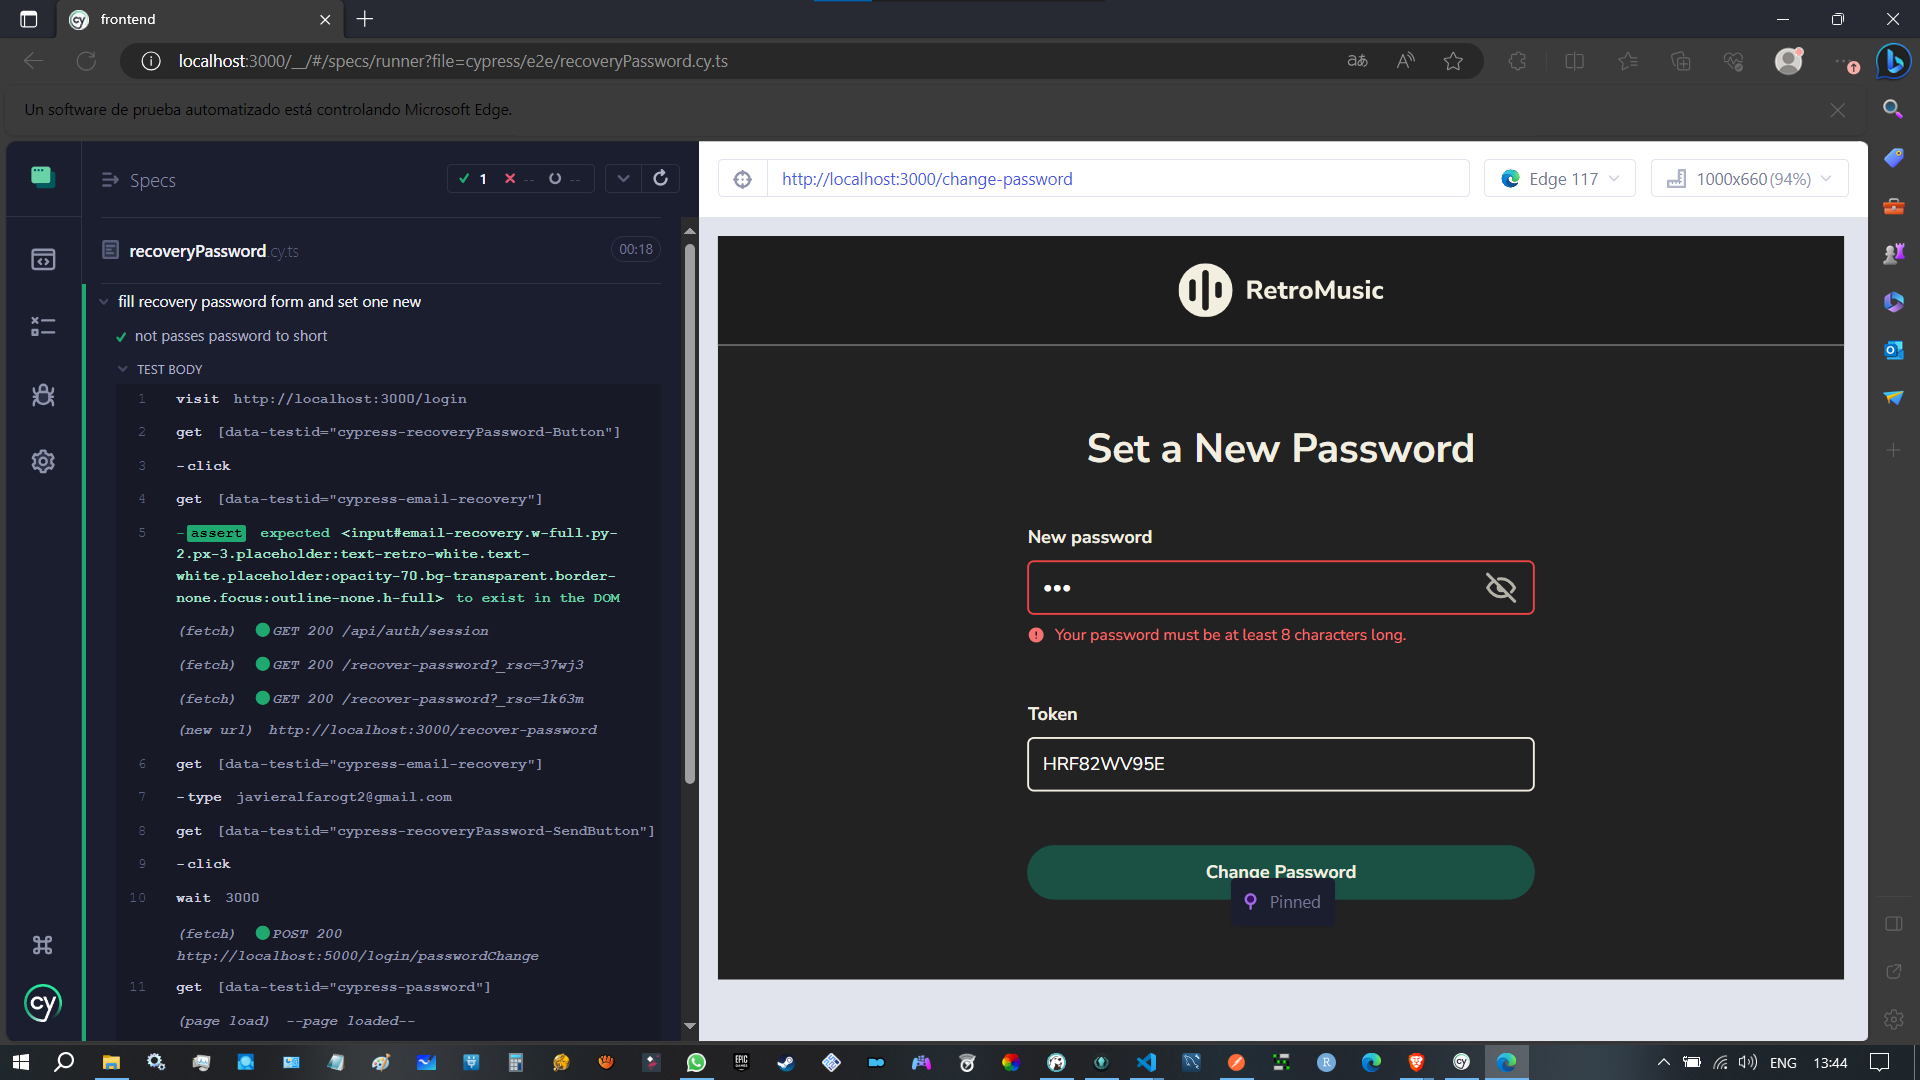 frontend
localhost:3000/__/#/specs/runner?file=cypress/e2e/recoveryPassword.cy.ts
Un software de prueba automatizado está controlando Microsoft Edge.
Specs
1 -- --
recoveryPassword.cy.ts
00:18
fill recovery password form and set one new
not passes password to short
TEST BODY
1 visit http://localhost:3000/login
2 get [data-testid="cypress-recoveryPassword-Button"]
3 -click
4 get [data-testid="cypress-email-recovery"]
5 -assert expected <input#email-recovery.w-full.py-
2.px-3.placeholder:text-retro-white.text-
white.placeholder:opacity-70.bg-transparent.border-
none.focus:outline-none.h-full> to exist in the DOM
(fetch) GET 200 /api/auth/session
(fetch) GET 200 /recover-password?_rsc=37wj3
(fetch) GET 200 /recover-password?_rsc=1k63m
(new url) http://localhost:3000/recover-password
6 get [data-testid="cypress-email-recovery"]
7 -type javieralfarogt2@gmail.com
8 get [data-testid="cypress-recoveryPassword-SendButton"]
9 -click
10 wait 3000
(fetch) POST 200
http://localhost:5000/login/passwordChange
11 get [data-testid="cypress-password"]
(page load) --page loaded--
cy
http://localhost:3000/change-password
Edge 117
1000x660 (94%)
RetroMusic
Set a New Password
New password
•••
Your password must be at least 8 characters long.
Token
HRF82WV95E
Change Password
Pinned
ENG
13:44